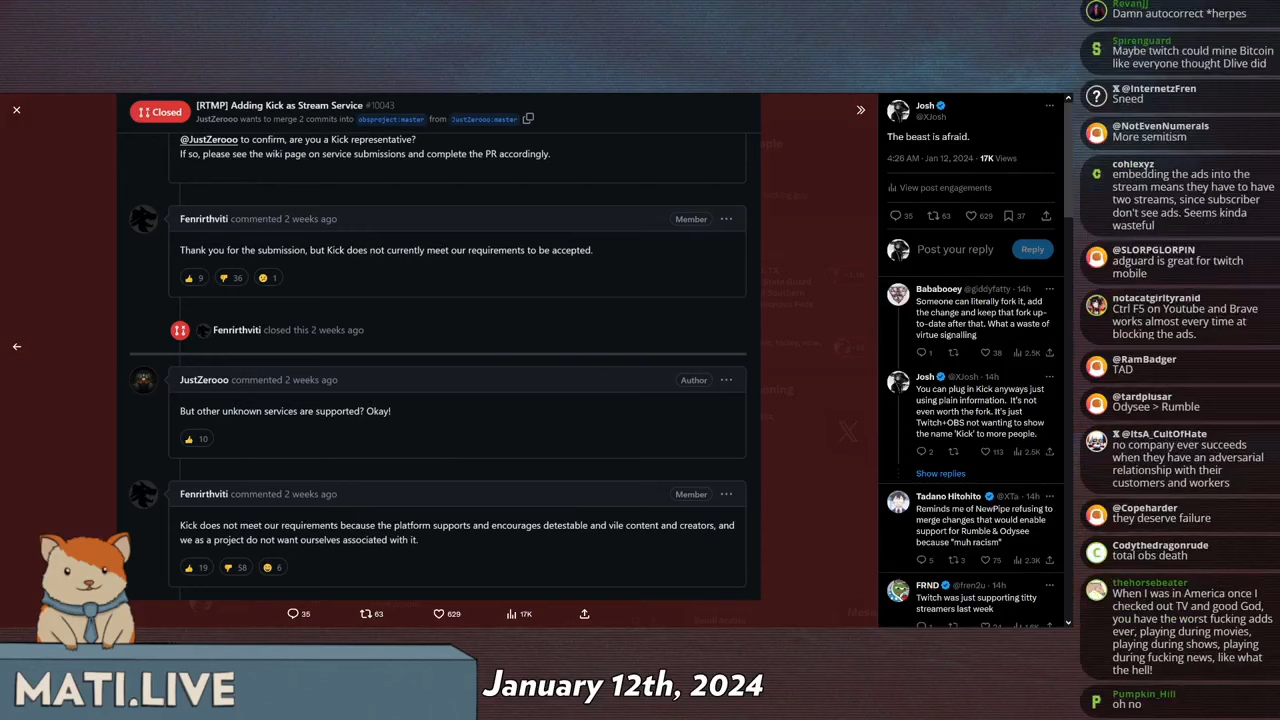 Closed
[RTMP] Adding Kick as Stream Service #10043
JustZerooo wants to merge 2 commits into obsproject:master from JustZerooo:master
@JustZerooo to confirm, are you a Kick representative?
If so, please see the wiki page on service submissions and complete the PR accordingly.
Fenrirthviti commented 2 weeks ago
Member
Thank you for the submission, but Kick does not currently meet our requirements to be accepted.
9
36
1
Fenrirthviti closed this 2 weeks ago
JustZerooo commented 2 weeks ago
Author
But other unknown services are supported? Okay!
10
Fenrirthviti commented 2 weeks ago
Member
Kick does not meet our requirements because the platform supports and encourages detestable and vile content and creators, and
we as a project do not want ourselves associated with it.
19
58
6
35
63
629
17K
Josh
@XJosh
The beast is afraid.
4:26 AM · Jan 12, 2024 · 17K Views
View post engagements
35
63
629
37
Post your reply
Reply
Bababooey @giddyfatty · 14h
Someone can literally fork it, add
the change and keep that fork up-
to-date after that. What a waste of
virtue signalling
1
38
2.5K
Josh @XJosh · 14h
You can plug in Kick anyways just
using plain information. It's not
even worth the fork. It's just
Twitch+OBS not wanting to show
the name 'Kick' to more people.
2
113
2.5K
Show replies
Tadano Hitohito @XTa · 14h
Reminds me of NewPipe refusing to
merge changes that would enable
support for Rumble & Odysee
because "muh racism"
5
3
75
2.3K
FRND @fren2u · 14h
Twitch was just supporting titty
streamers last week
RevanJJ
Damn autocorrect *herpes
Spirenguard
Maybe twitch could mine Bitcoin
like everyone thought Dlive did
@InternetzFren
Sneed
@NotEvenNumerals
More semitism
cohlexyz
embedding the ads into the
stream means they have to have
two streams, since subscriber
don't see ads. Seems kinda
wasteful
@SLORPGLORPIN
adguard is great for twitch
mobile
notacatgirltyranid
Ctrl F5 on Youtube and Brave
works almost every time at
blocking the ads.
@RamBadger
TAD
@tardplusar
Odysee > Rumble
@ItsA_CultOfHate
no company ever succeeds
when they have an adversarial
relationship with their
customers and workers
@Copeharder
they deserve failure
Codythedragonrude
total obs death
thehorsebeater
When I was in America once I
checked out TV and good God,
you have the worst fucking adds
ever, playing during movies,
playing during shows, playing
during fucking news, like what
the hell!
Pumpkin_Hill
oh no
MATI.LIVE
January 12th, 2024